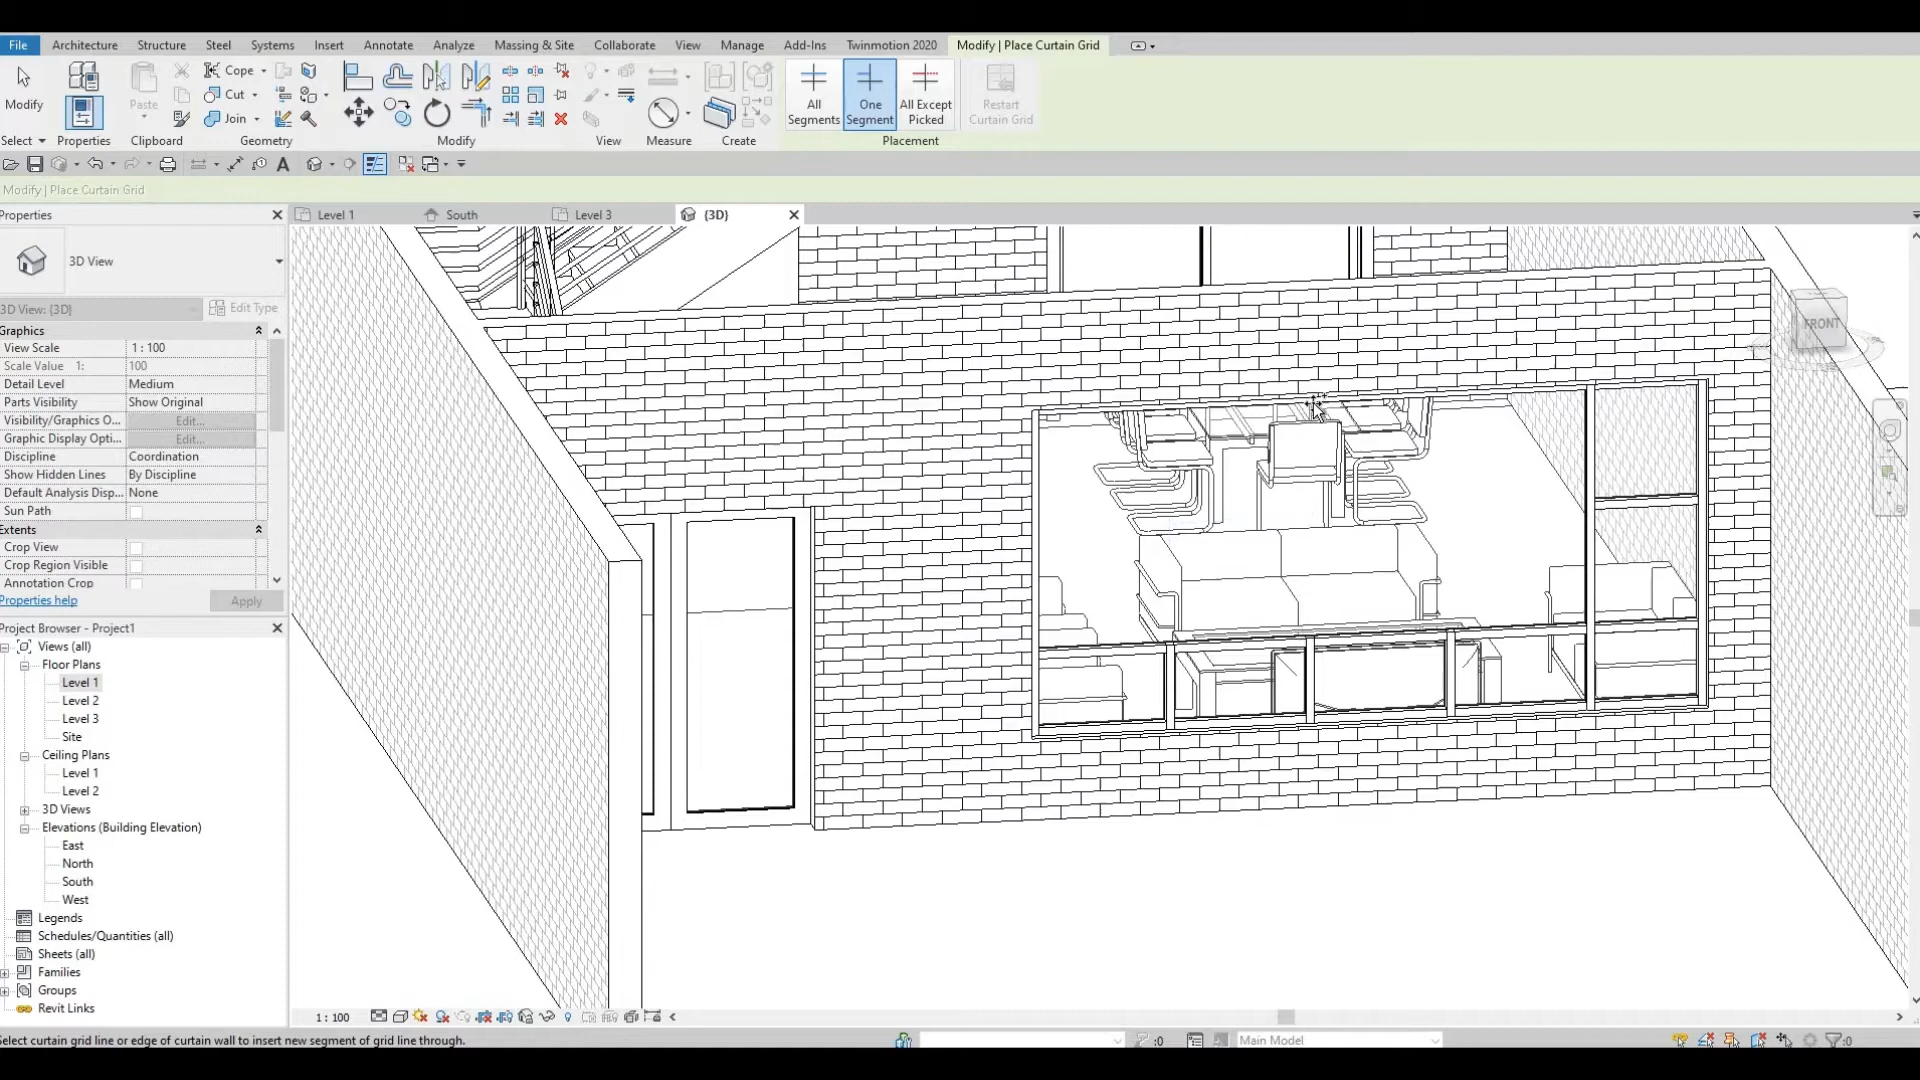 File Architecture Structure Steel Systems Insert Annotate Analyze Massing & Site Collaborate View Manage Add-Ins Twinmotion 2020 Modify | Place Curtain Grid
Modify
Paste
Cope
Cut
Join
All Segments
One Segment
All Except Picked
Restart Curtain Grid
Select Properties Clipboard Geometry Modify View Measure Create Placement
Modify | Place Curtain Grid
Properties
Level 1 South Level 3 {3D}
3D View
3D View: {3D} Edit Type
Graphics
View Scale 1 : 100
Scale Value 1: 100
Detail Level Medium
Parts Visibility Show Original
Visibility/Graphics O... Edit...
Graphic Display Opti... Edit...
Discipline Coordination
Show Hidden Lines By Discipline
Default Analysis Disp... None
Sun Path
Extents
Crop View
Crop Region Visible
Annotation Crop
Properties help Apply
Project Browser - Project1
Views (all)
Floor Plans
Level 1
Level 2
Level 3
Site
Ceiling Plans
Level 1
Level 2
3D Views
Elevations (Building Elevation)
East
North
South
West
Legends
Schedules/Quantities (all)
Sheets (all)
Families
Groups
Revit Links
FRONT
1 : 100
Select curtain grid line or edge of curtain wall to insert new segment of grid line through.
:0
Main Model
:0